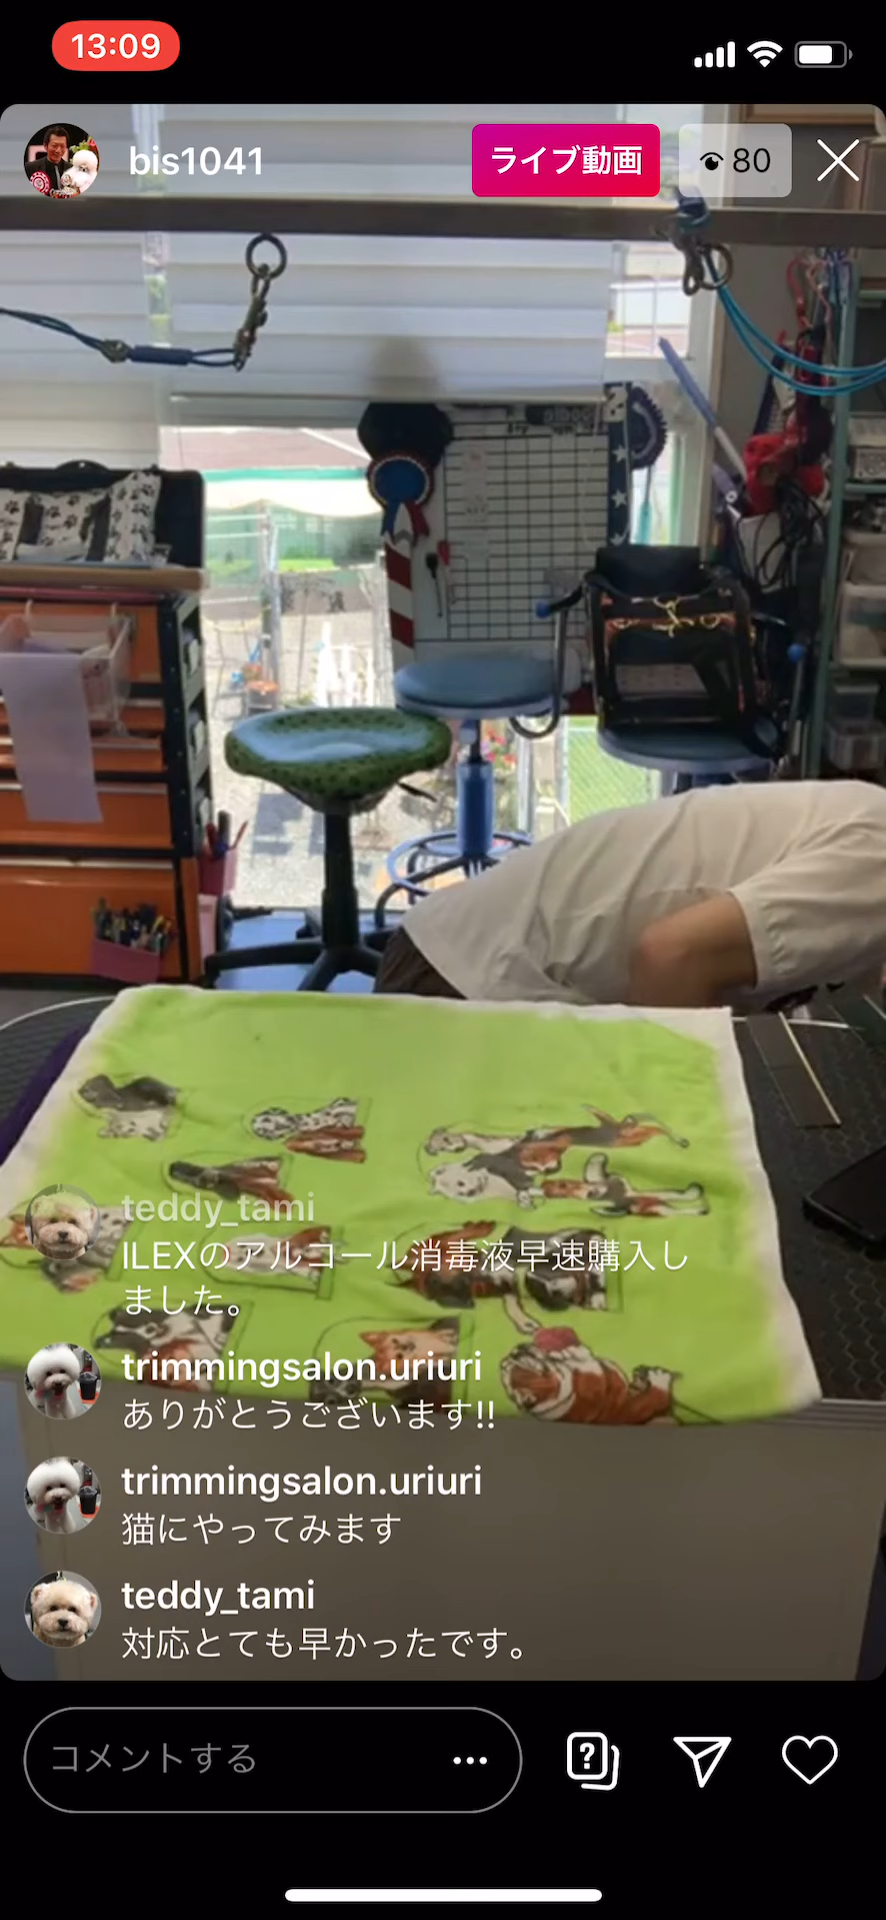 13:09
bis1041
ライブ動画
80
teddy_tami
ILEXのアルコール消毒液早速購入し
ました。
trimmingsalon.uriuri
ありがとうございます!!
trimmingsalon.uriuri
猫にやってみます
teddy_tami
対応とても早かったです。
コメントする